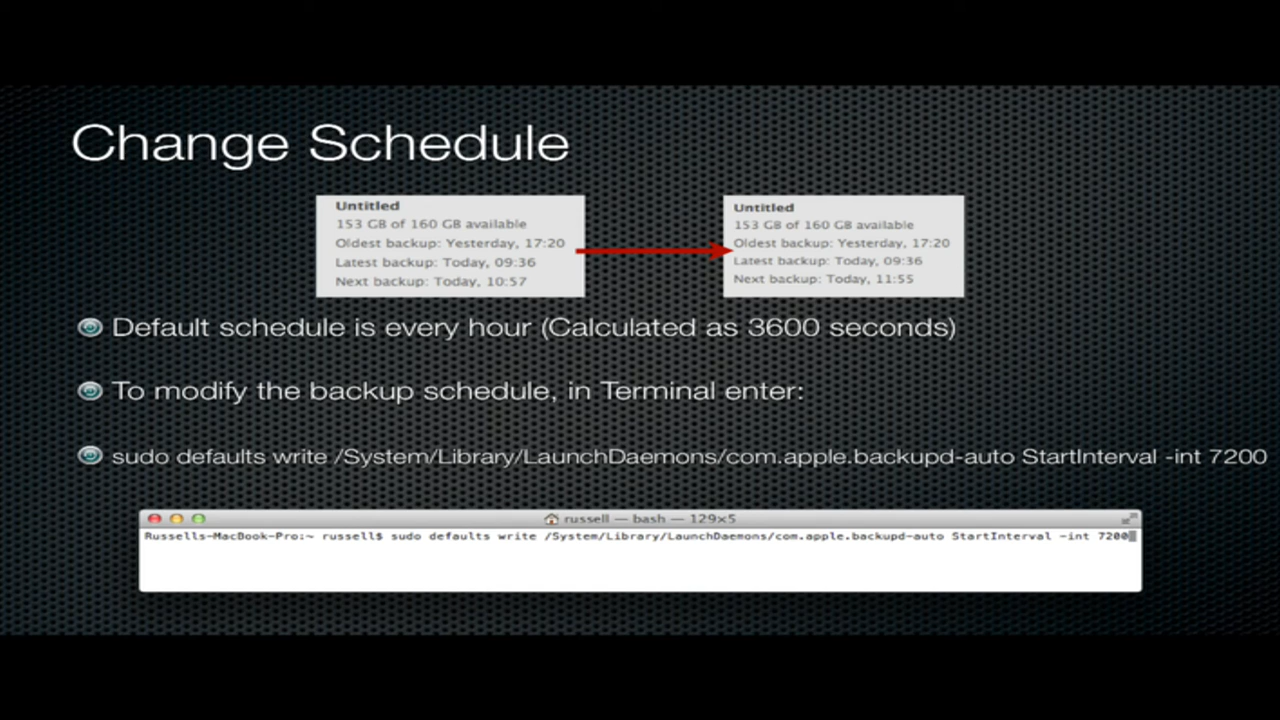 Change Schedule
Untitled
153 GB of 160 GB available
Oldest backup: Yesterday, 17:20
Latest backup: Today, 09:36
Next backup: Today, 10:57
Untitled
153 GB of 160 GB available
Oldest backup: Yesterday, 17:20
Latest backup: Today, 09:36
Next backup: Today, 11:55
Default schedule is every hour (Calculated as 3600 seconds)
To modify the backup schedule, in Terminal enter:
sudo defaults write /System/Library/LaunchDaemons/com.apple.backupd-auto StartInterval -int 7200
russell — bash — 129×5
Russells-MacBook-Pro:~ russell$ sudo defaults write /System/Library/LaunchDaemons/com.apple.backupd-auto StartInterval -int 7200